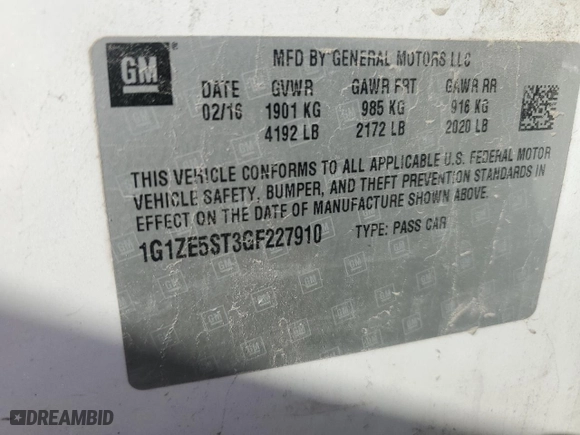 GM
MFD BY GENERAL MOTORS LLC
DATE GVWR GAWR FRT GAWR RR
02/16 1901 KG 985 KG 916 KG
4192 LB 2172 LB 2020 LB
THIS VEHICLE CONFORMS TO ALL APPLICABLE U.S. FEDERAL MOTOR
VEHICLE SAFETY, BUMPER, AND THEFT PREVENTION STANDARDS IN
EFFECT ON THE DATE OF MANUFACTURE SHOWN ABOVE.
1G1ZE5ST3GF227910 TYPE: PASS CAR
DREAMBID